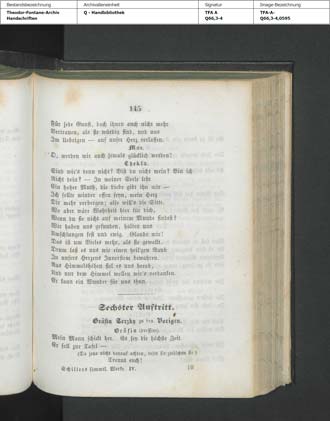 Bestandsbezeichnung
Archivalieneinheit
Signatur
Image-Bezeichnung
Theodor-Fontane-Archiv
Handschriften
Q - Handbibliothek
TFA A
Q66,3-4
TFA-A-
Q66,3-4,0595
145
Für jede Gunst, doch ihnen auch nicht mehr
Vertrauen, als sie würdig sind, und uns
Im Uebrigen — auf unser Herz verlassen.
Max.
O, werden wir auch jemals glücklich werden?
Thekla.
Sind wir's denn nicht? Bist du nicht mein? Bin ich
Nicht dein? — In meiner Seele lebt
Ein hoher Muth, die Liebe gibt ihn mir —
Ich sollte minder offen seyn, mein Herz
Dir mehr verbergen; also will's die Sitte.
Wo aber wäre Wahrheit hier für dich,
Wenn du sie nicht auf meinem Munde findest?
Wir haben uns gefunden, halten uns
Umschlungen fest und ewig. Glaube mir!
Das ist um Vieles mehr, als sie gewollt.
Drum laß es uns wie einen heil'gen Raub
In unsers Herzens Innerstem bewahren.
Aus Himmelshöhen fiel es uns herab,
Und nur dem Himmel wollen wir's verdanken.
Er kann ein Wunder für uns thun.
Sechster Auftritt.
Gräfin Terzky zu den Vorigen.
Gräfin (pressirt).
Mein Mann schickt her. Es sey die höchste Zeit.
Er soll zur Tafel —
(Da jene nicht darauf achten, tritt sie zwischen sie.)
Trennt euch!
Schillers sämmtl. Werke. IV.
10